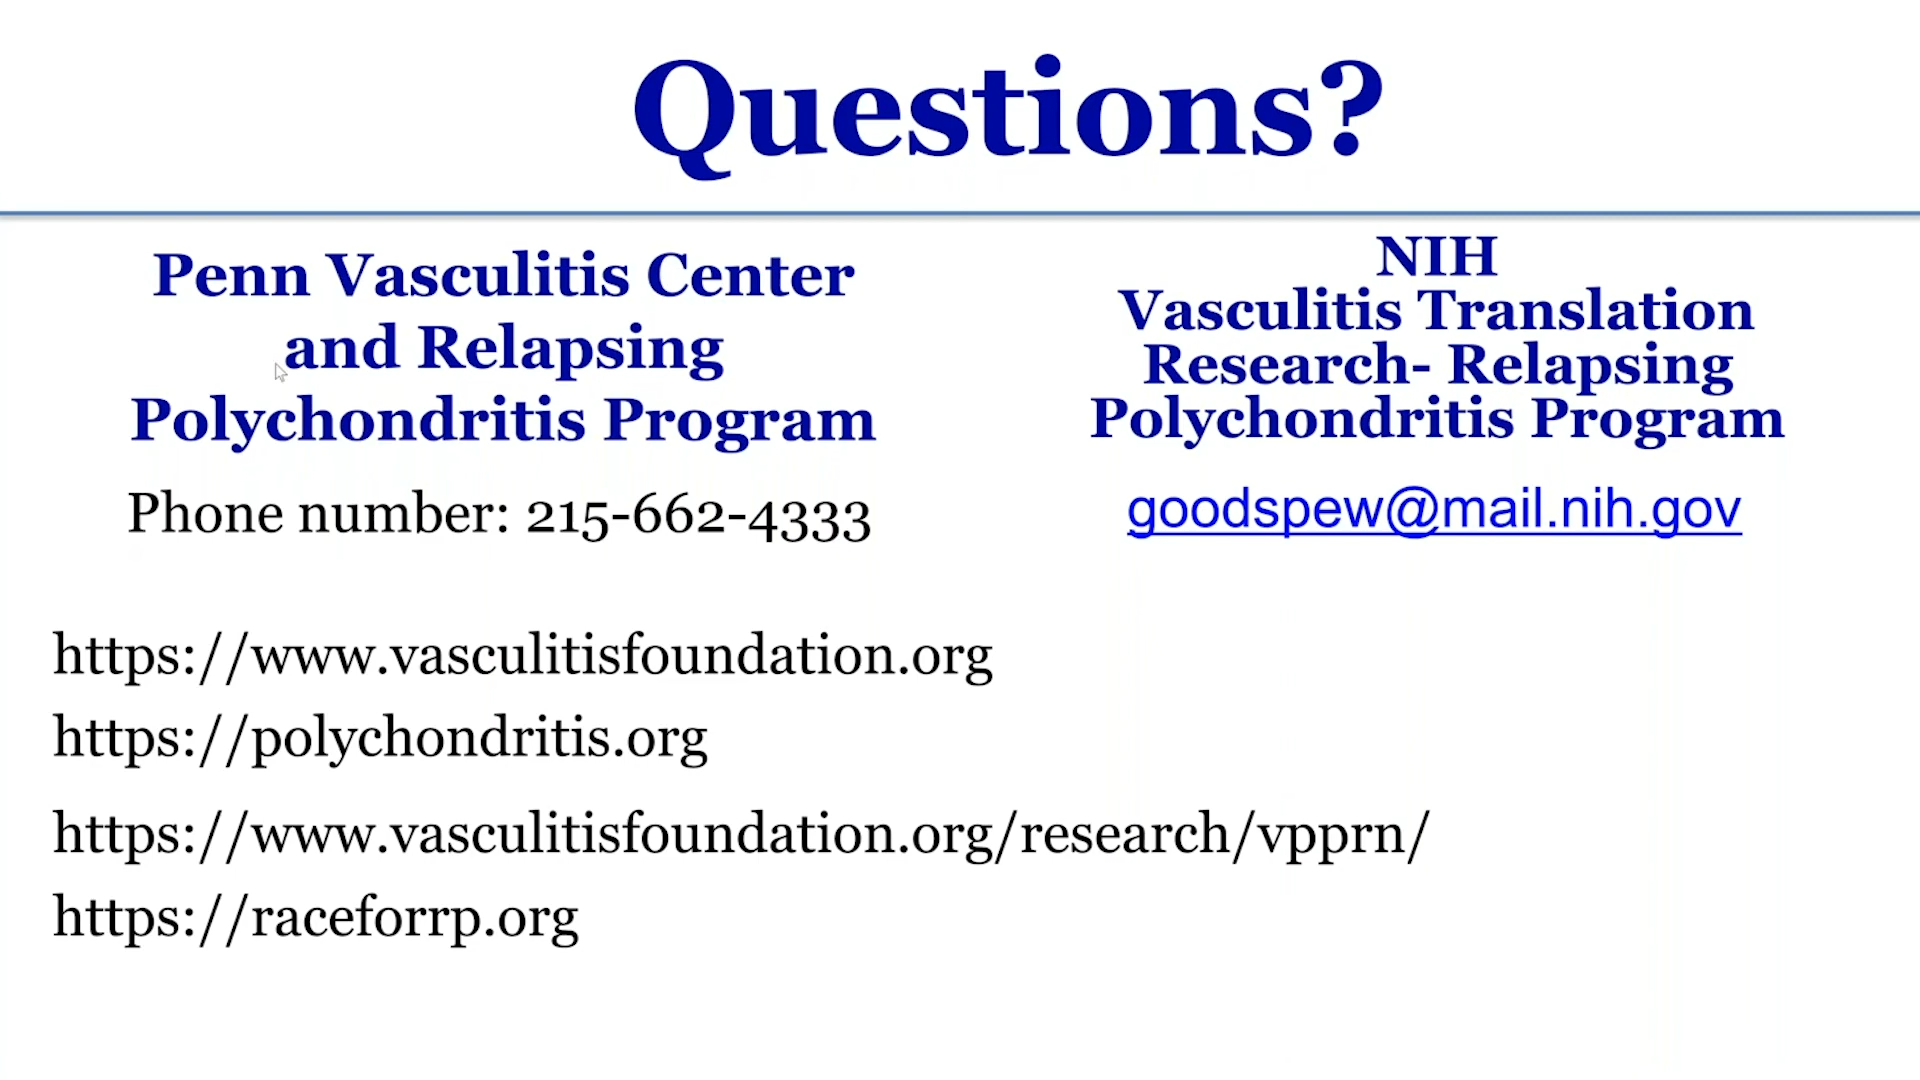 Questions?
Penn Vasculitis Center
and Relapsing
Polychondritis Program
Phone number: 215-662-4333
NIH
Vasculitis Translation
Research- Relapsing
Polychondritis Program
goodspew@mail.nih.gov
https://www.vasculitisfoundation.org
https://polychondritis.org
https://www.vasculitisfoundation.org/research/vpprn/
https://raceforrp.org